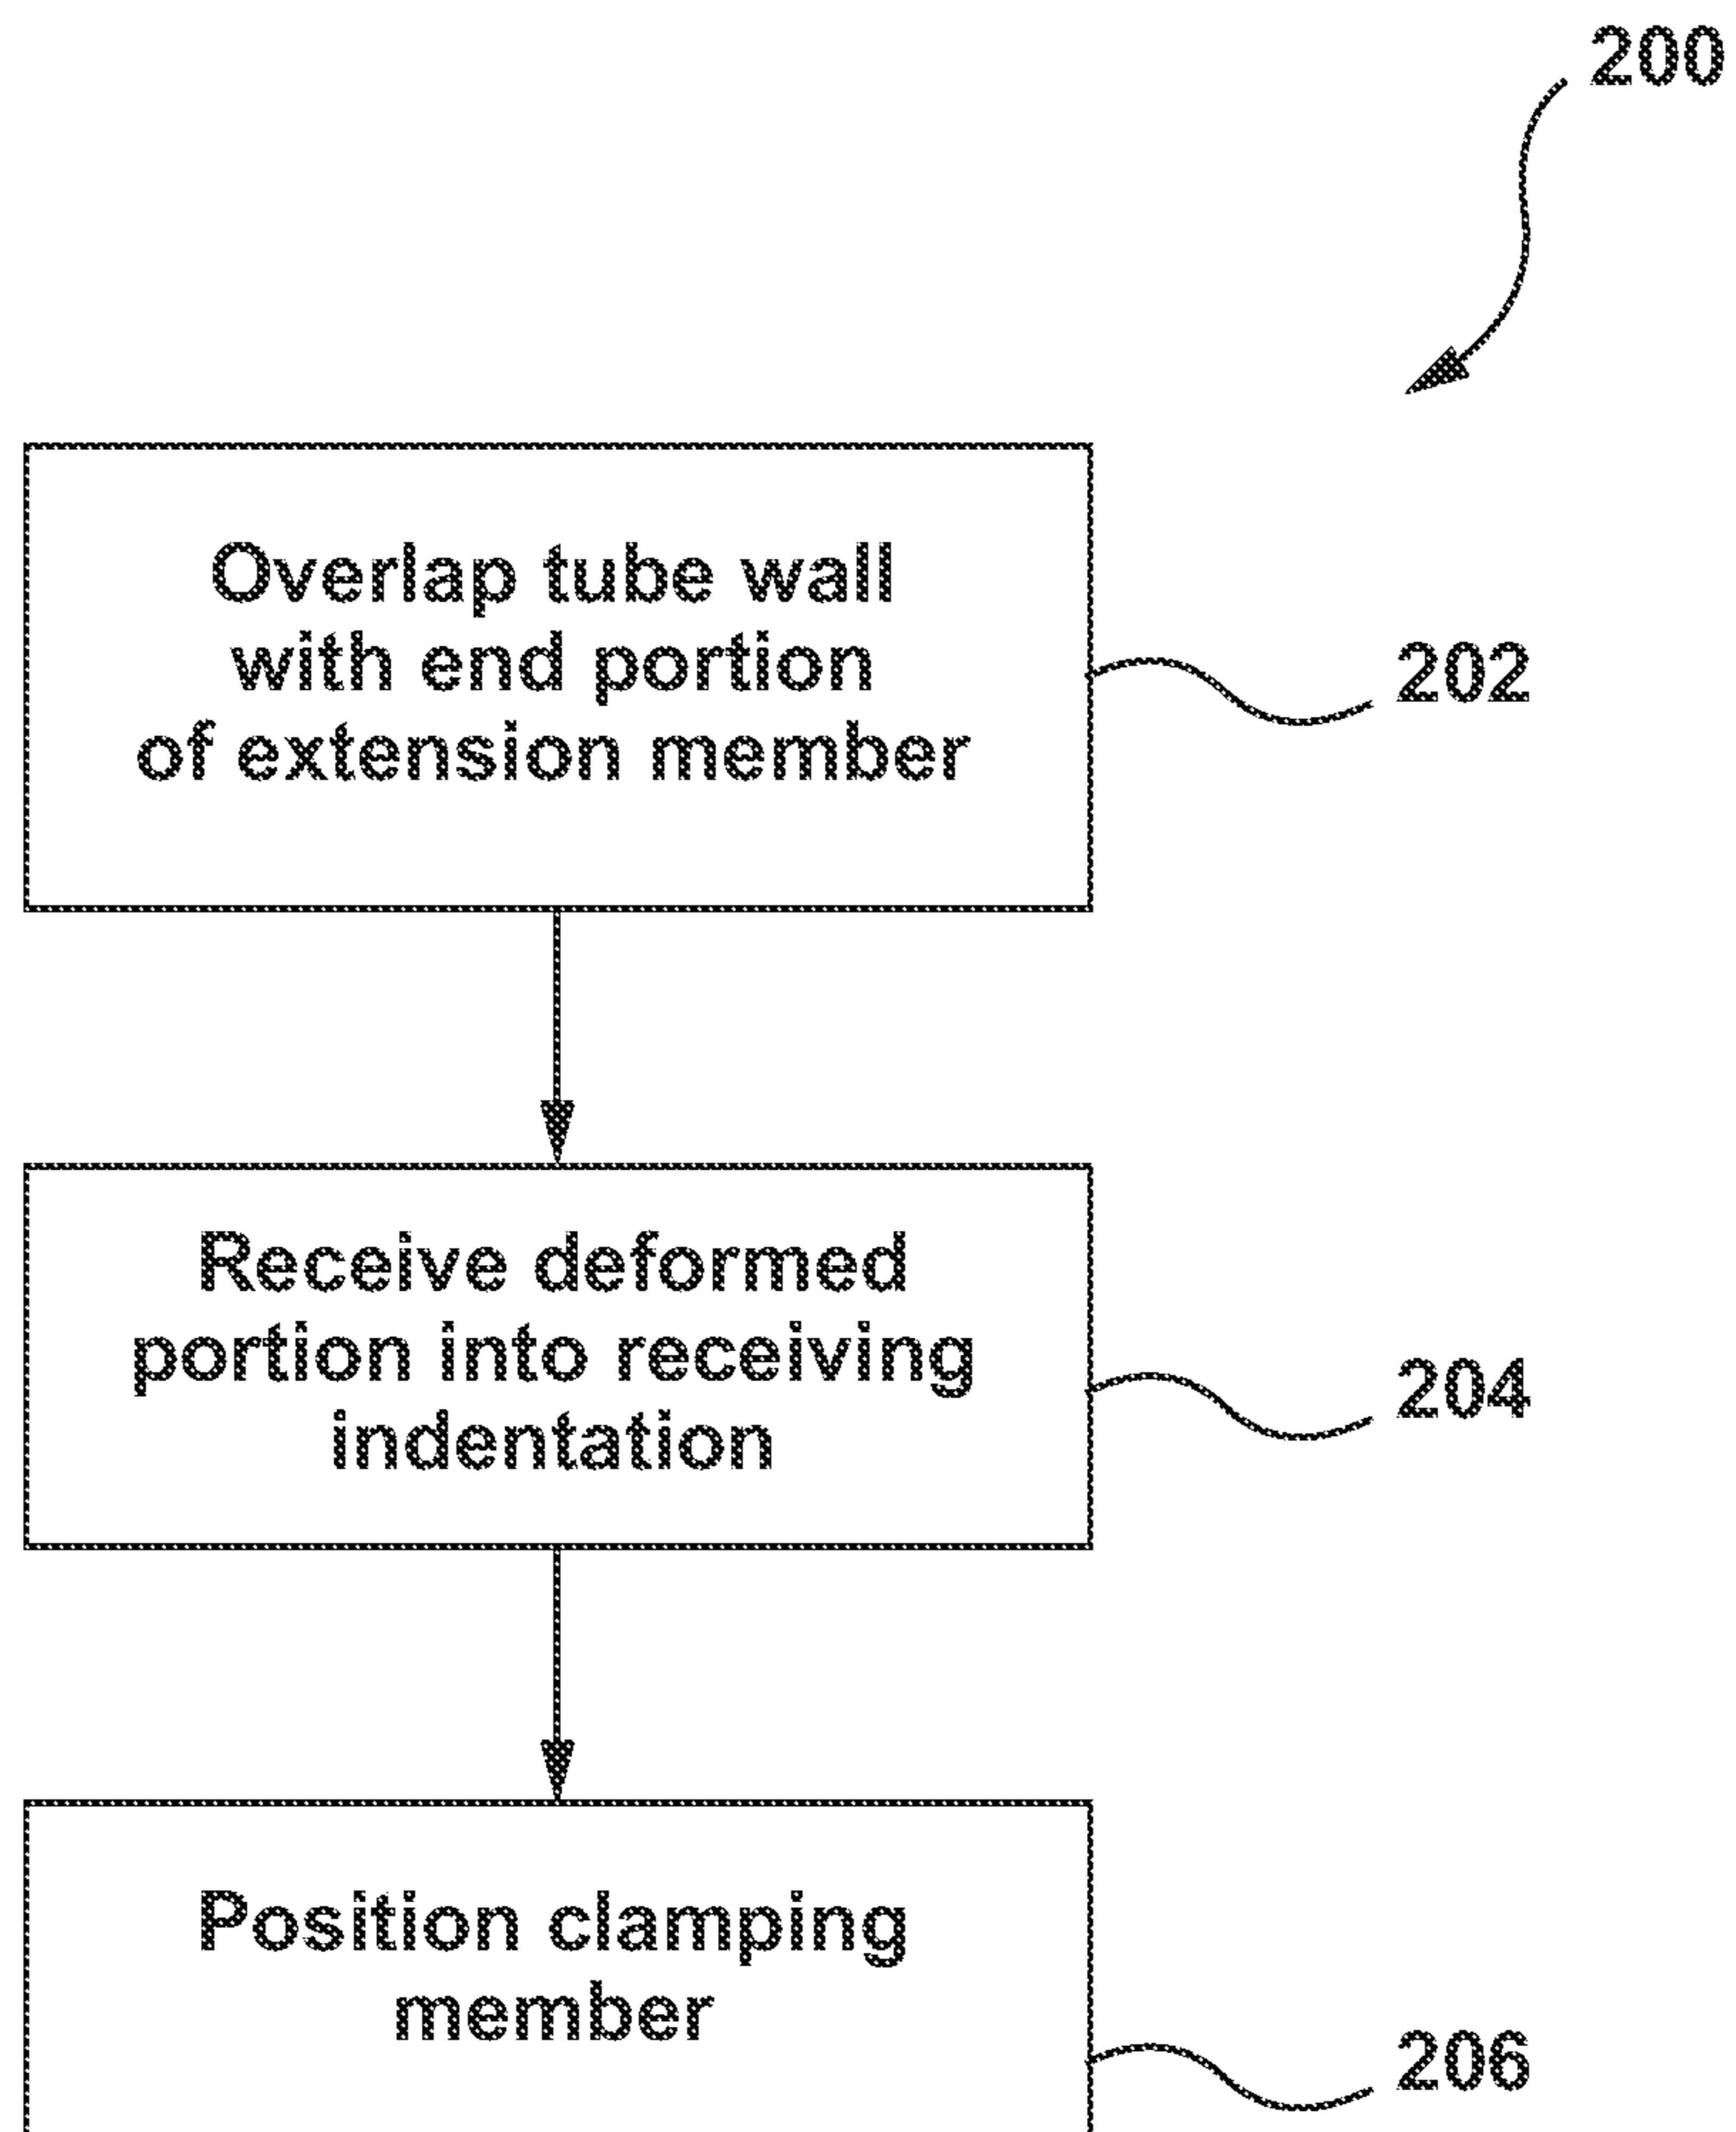 200
Overlap tube wall
with end portion
of extension member
202
Receive deformed
portion into receiving
indentation
204
Position clamping
member
206